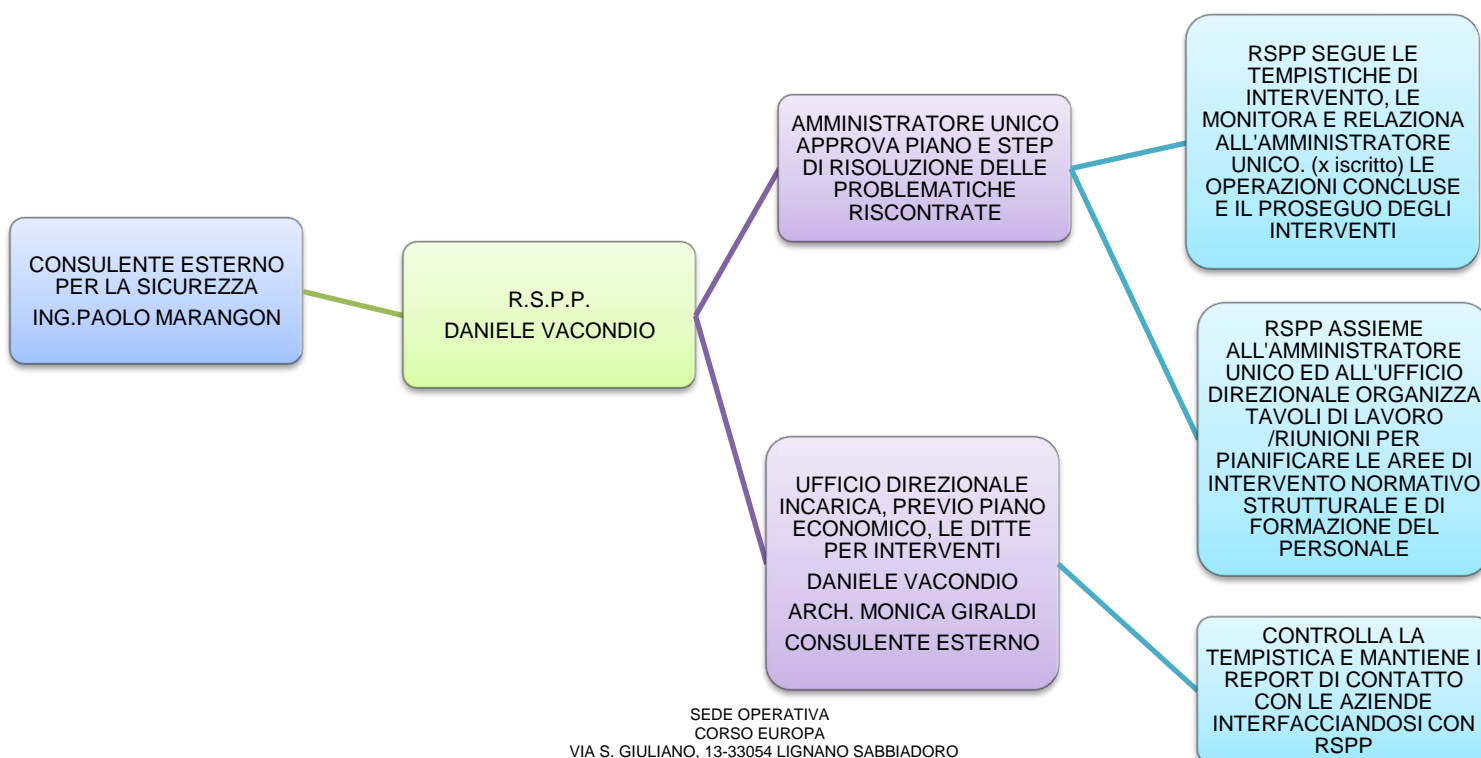 CONSULENTE ESTERNO
PER LA SICUREZZA
ING.PAOLO MARANGON
R.S.P.P.
DANIELE VACONDIO
AMMINISTRATORE UNICO
APPROVA PIANO E STEP
DI RISOLUZIONE DELLE
PROBLEMATICHE
RISCONTRATE
UFFICIO DIREZIONALE
INCARICA, PREVIO PIANO
ECONOMICO, LE DITTE
PER INTERVENTI
DANIELE VACONDIO
ARCH. MONICA GIRALDI
CONSULENTE ESTERNO
RSPP SEGUE LE
TEMPISTICHE DI
INTERVENTO, LE
MONITORA E RELAZIONA
ALL'AMMINISTRATORE
UNICO. (x iscritto) LE
OPERAZIONI CONCLUSE
E IL PROSEGUO DEGLI
INTERVENTI
RSPP ASSIEME
ALL'AMMINISTRATORE
UNICO ED ALL'UFFICIO
DIREZIONALE ORGANIZZA
TAVOLI DI LAVORO
/RIUNIONI PER
PIANIFICARE LE AREE DI
INTERVENTO NORMATIVO
STRUTTURALE E DI
FORMAZIONE DEL
PERSONALE
CONTROLLA LA
TEMPISTICA E MANTIENE I
REPORT DI CONTATTO
CON LE AZIENDE
INTERFACCIANDOSI CON
RSPP
SEDE OPERATIVA
CORSO EUROPA
VIA S. GIULIANO, 13-33054 LIGNANO SABBIADORO